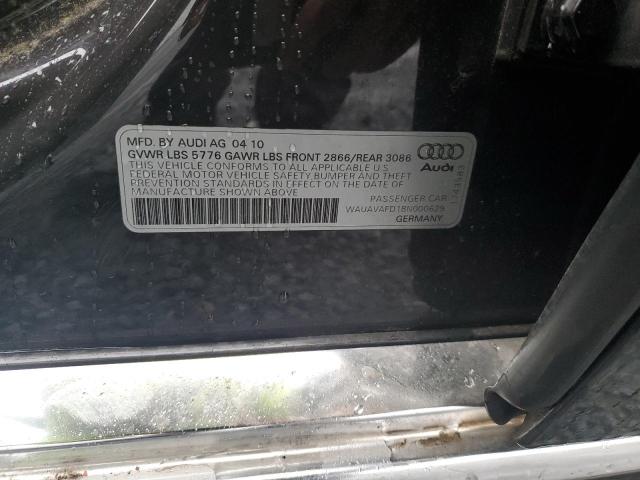 MFD. BY AUDI AG 04 10
GVWR LBS 5776 GAWR LBS FRONT 2866/REAR 3086
THIS VEHICLE CONFORMS TO ALL APPLICABLE U.S.
FEDERAL MOTOR VEHICLE SAFETY, BUMPER AND THEFT
PREVENTION STANDARDS IN EFFECT ON THE DATE OF
MANUFACTURE SHOWN ABOVE
PASSENGER CAR
WAUAVAFD1BN000629
GERMANY
Audi